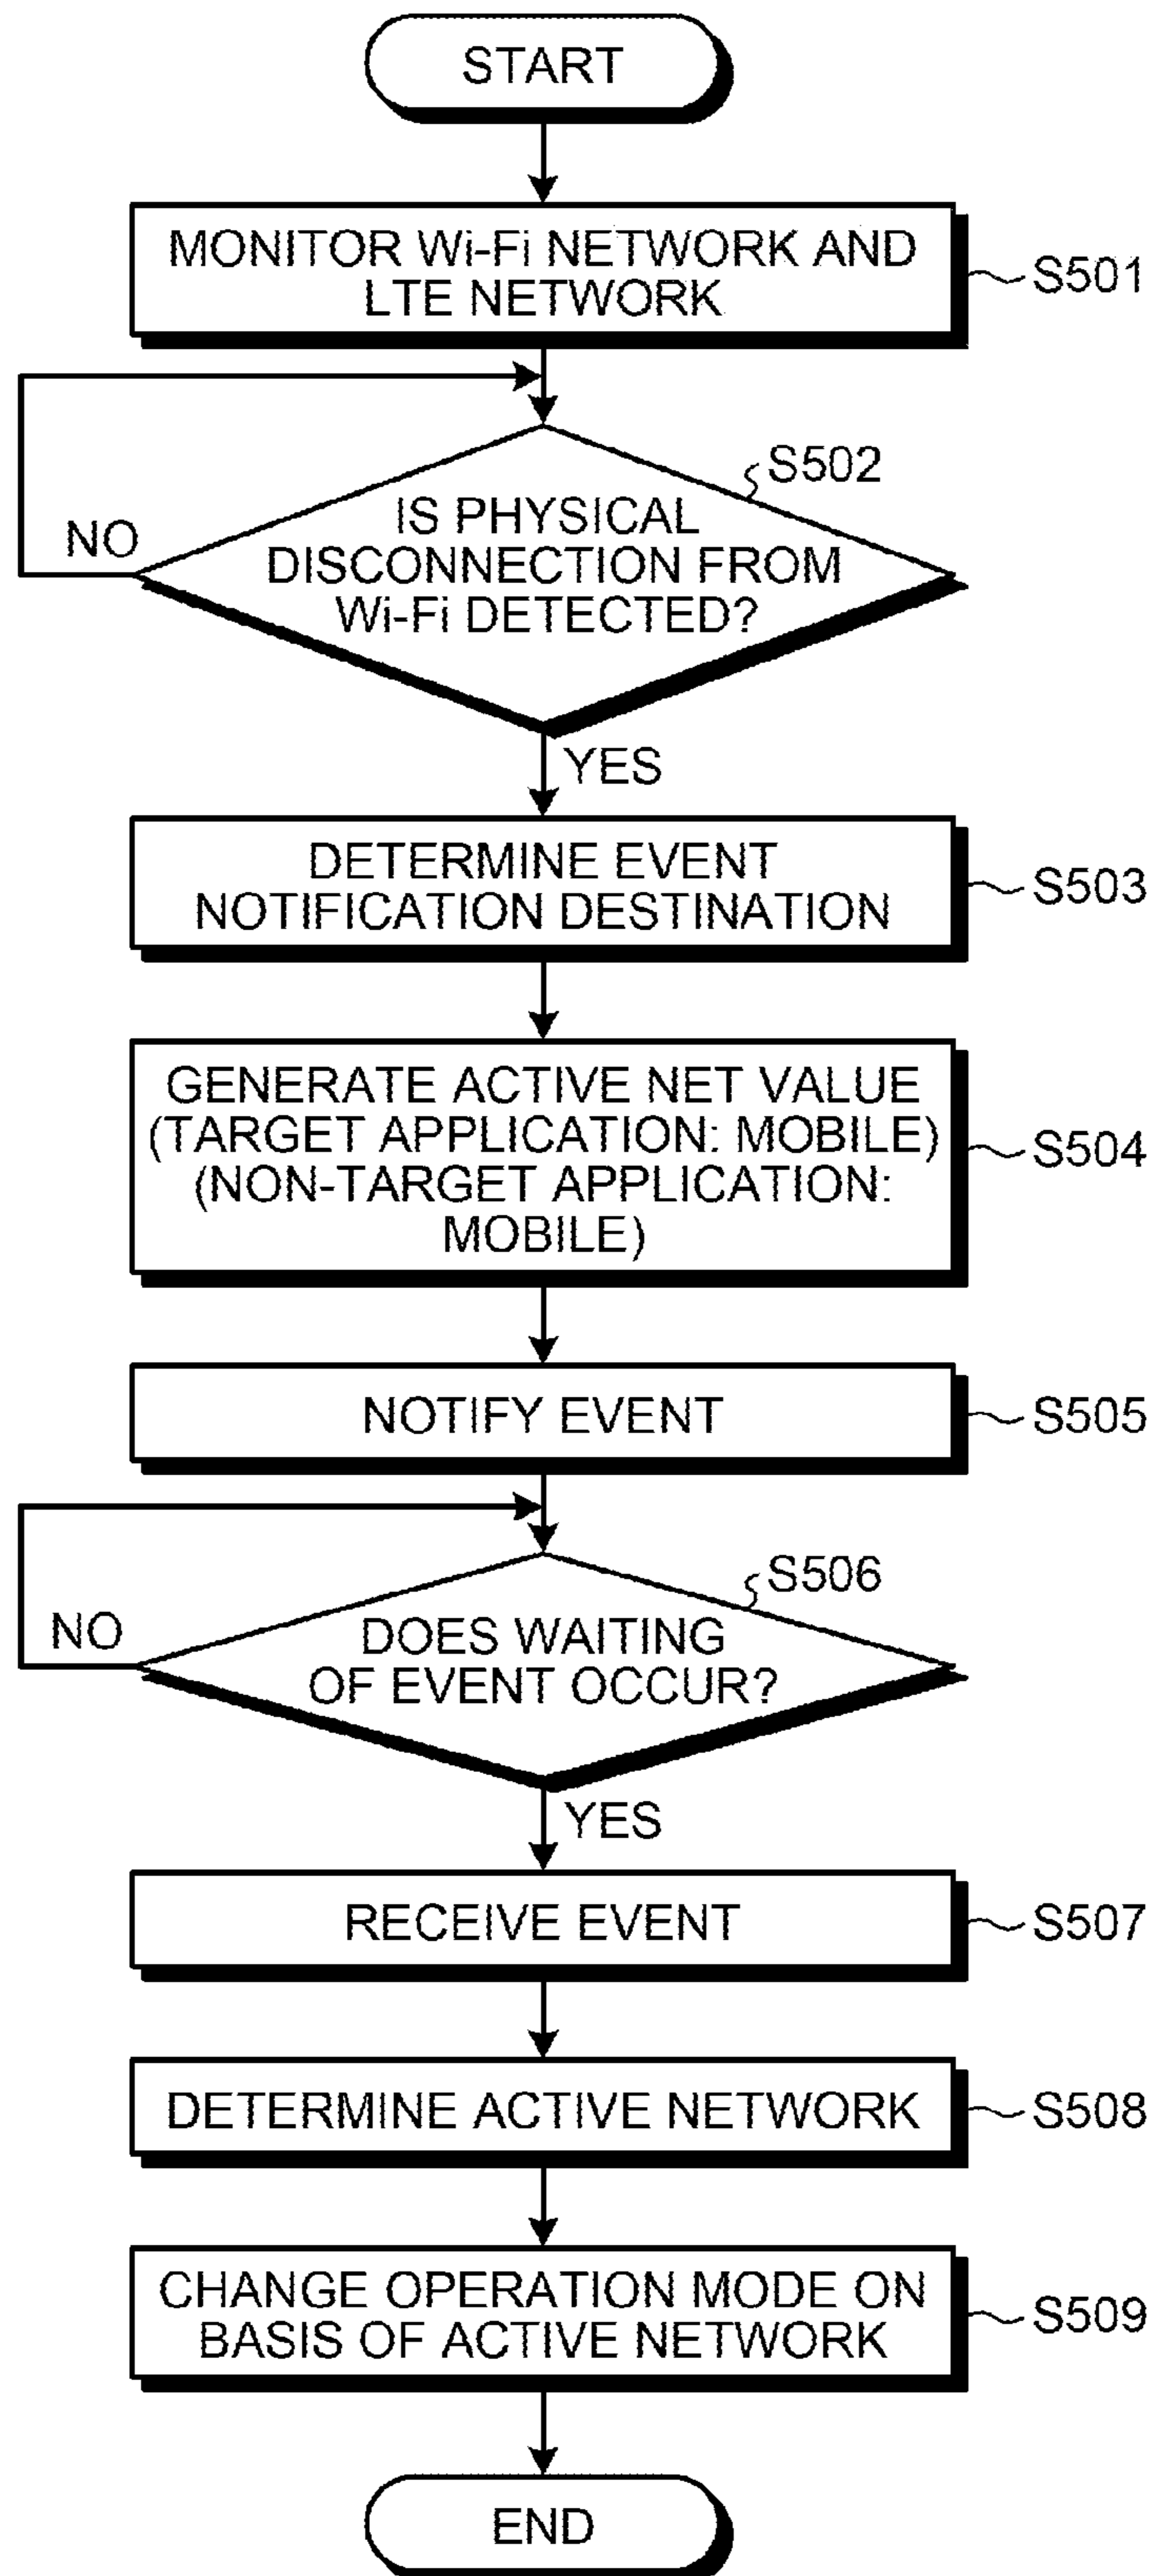 START
MONITOR Wi-Fi NETWORK AND
LTE NETWORK
S501
S502
IS PHYSICAL
DISCONNECTION FROM
Wi-Fi DETECTED?
NO
YES
DETERMINE EVENT
NOTIFICATION DESTINATION
S503
GENERATE ACTIVE NET VALUE
(TARGET APPLICATION: MOBILE)
(NON-TARGET APPLICATION:
MOBILE)
S504
NOTIFY EVENT
S505
S506
DOES WAITING
OF EVENT OCCUR?
NO
YES
RECEIVE EVENT
S507
DETERMINE ACTIVE NETWORK
S508
CHANGE OPERATION MODE ON
BASIS OF ACTIVE NETWORK
S509
END